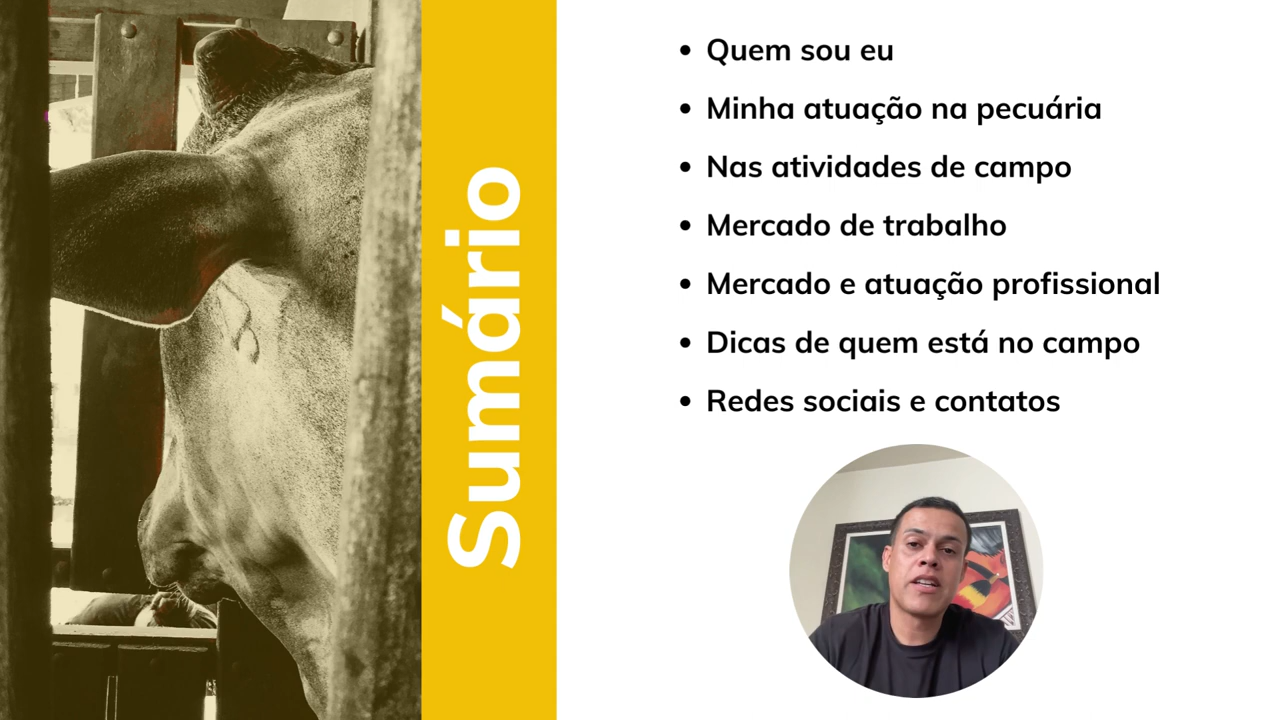 Sumário
• Quem sou eu
• Minha atuação na pecuária
• Nas atividades de campo
• Mercado de trabalho
• Mercado e atuação profissional
• Dicas de quem está no campo
• Redes sociais e contatos